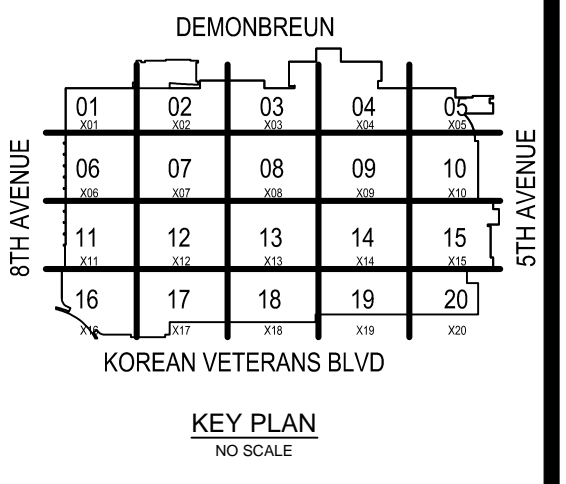 DEMONBREUN
01 02 03 04 05
X01 X02 X03 X04 X05
06 07 08 09 10
X06 X07 X08 X09 X10
11 12 13 14 15
X11 X12 X13 X14 X15
16 17 18 19 20
X16 X17 X18 X19 X20
8TH AVENUE
5TH AVENUE
KOREAN VETERANS BLVD
KEY PLAN
NO SCALE